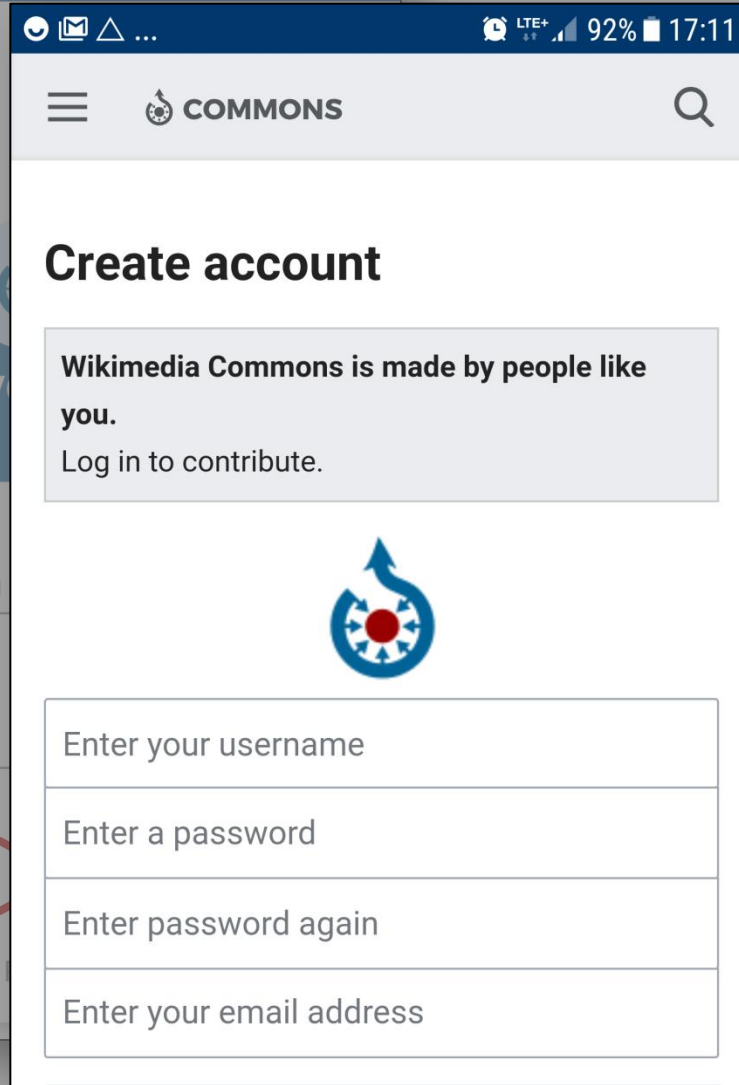 ... LTE+ 92% 17:11
COMMONS
Create account
Wikimedia Commons is made by people like
you.
Log in to contribute.
Enter your username
Enter a password
Enter password again
Enter your email address